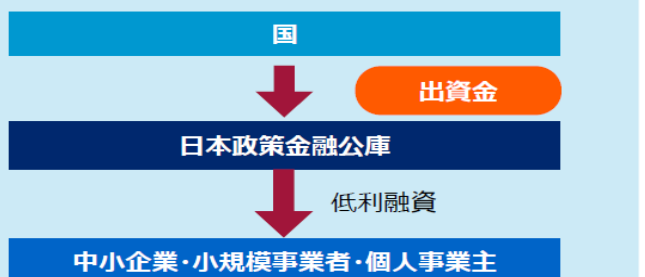 国
出資金
日本政策金融公庫
低利融資
中小企業・小規模事業者・個人事業主